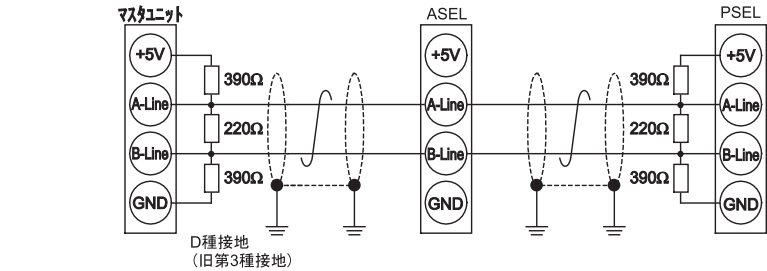 マスタユニット
ASEL
PSEL
+5V
A-Line
B-Line
GND
390Ω
220Ω
390Ω
+5V
A-Line
B-Line
GND
390Ω
220Ω
390Ω
+5V
A-Line
B-Line
GND
D種接地
(旧第3種接地)